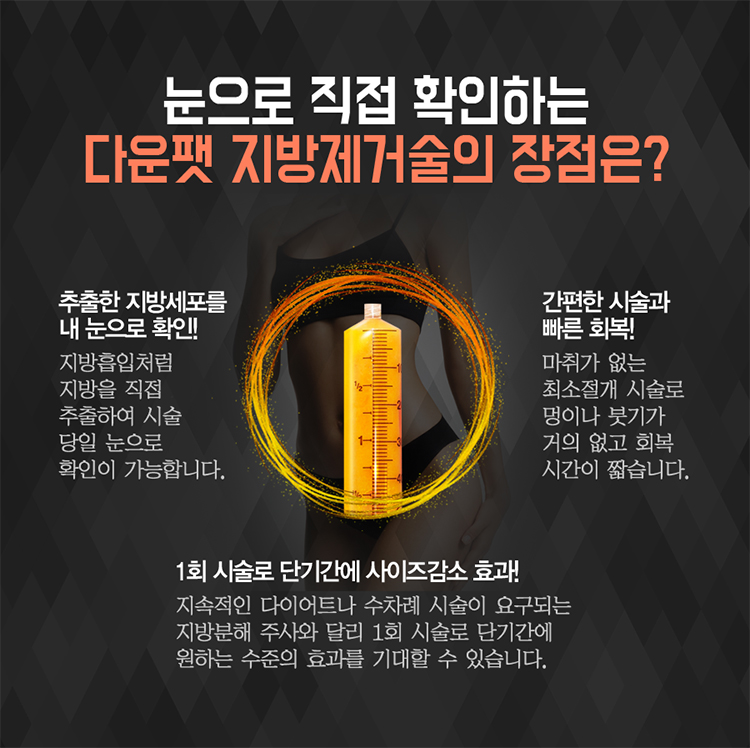 눈으로 직접 확인하는
다운팻 지방제거술의 장점은?
추출한 지방세포를
내 눈으로 확인!
지방흡입처럼
지방을 직접
추출하여 시술
당일 눈으로
확인이 가능합니다.
간편한 시술과
빠른 회복!
마취가 없는
최소절개 시술로
멍이나 붓기가
거의 없고 회복
시간이 짧습니다.
1/2
1
1
2
3
4
1회 시술로 단기간에 사이즈감소 효과!
지속적인 다이어트나 수차례 시술이 요구되는
지방분해 주사와 달리 1회 시술로 단기간에
원하는 수준의 효과를 기대할 수 있습니다.